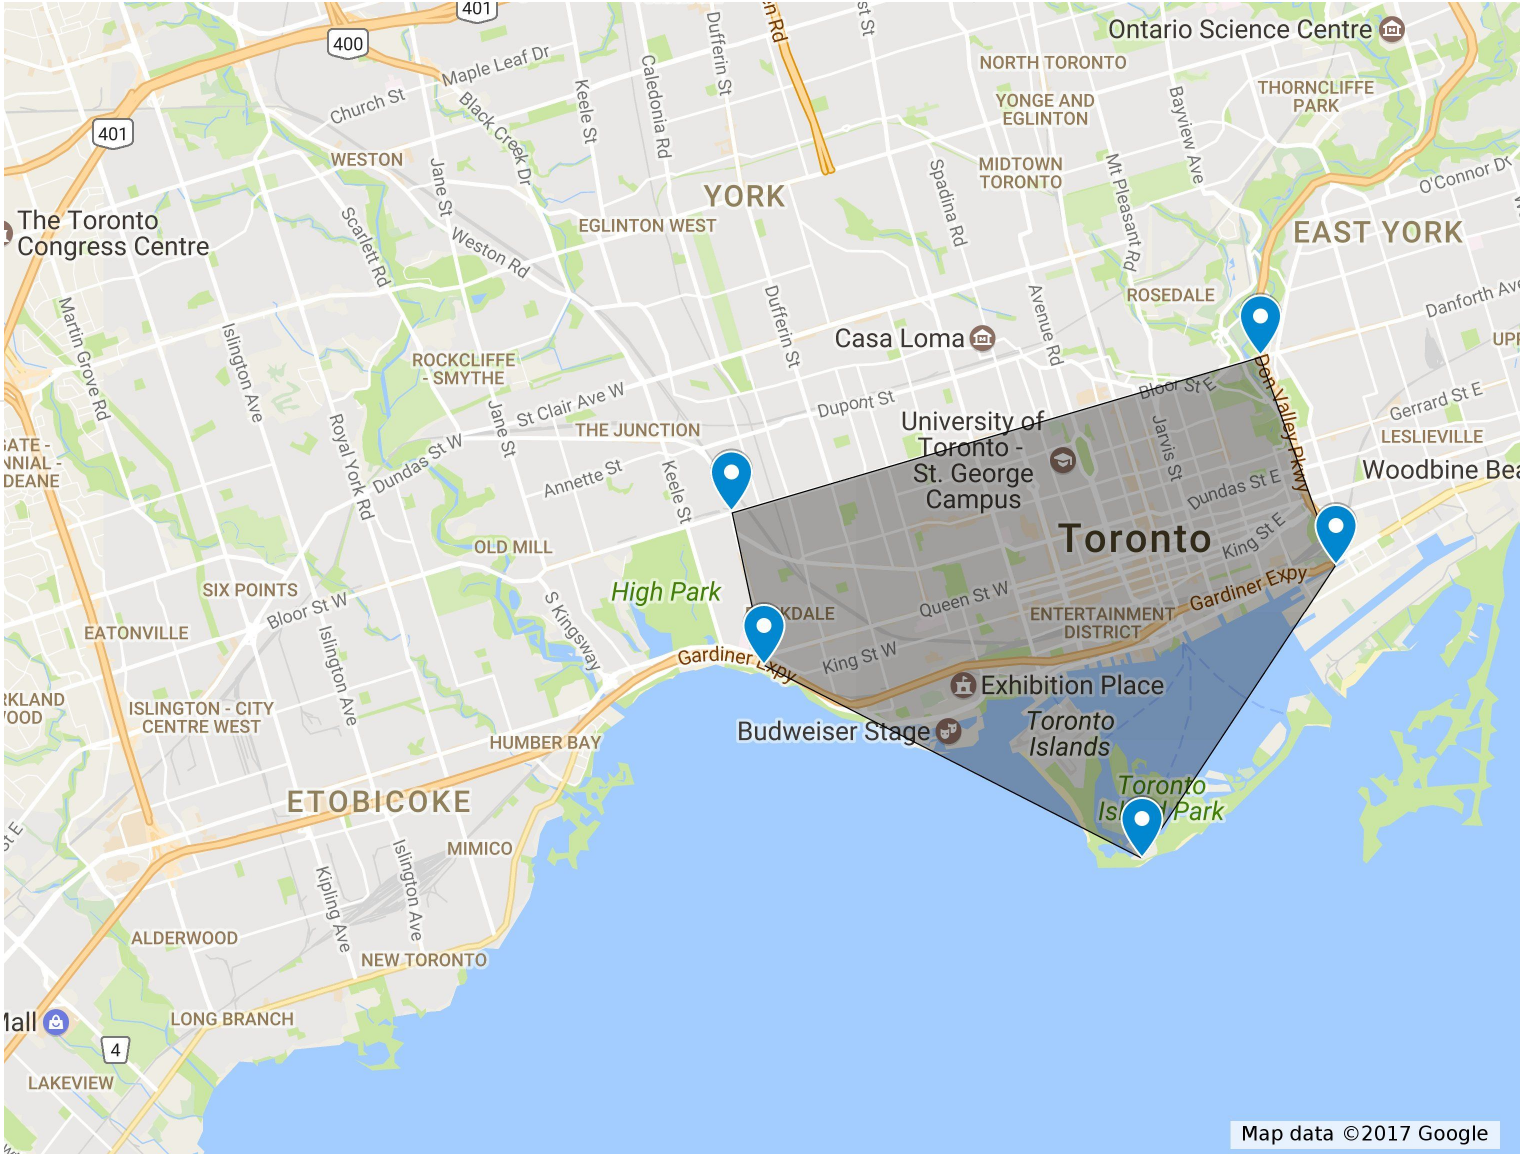 401
400
401
Maple Leaf Dr
Church St
Black Creek Dr
Keele St
Caledonia Rd
Dufferin St
Ontario Science Centre
NORTH TORONTO
YONGE AND
EGLINTON
Bayview Ave
THORNCLIFFE
PARK
WESTON
Jane St
MIDTOWN
TORONTO
Mt Pleasant Rd
O'Connor Dr
YORK
Spadina Rd
EGLINTON WEST
The Toronto
Congress Centre
Scarlett Rd
Weston Rd
EAST YORK
Martin Grove Rd
Islington Ave
Dufferin St
Avenue Rd
ROSEDALE
Danforth Ave
Casa Loma
ROCKCLIFFE
- SMYTHE
St Clair Ave W
Dupont St
Bloor St E
Don Valley Pkwy
Gerrard St E
Royal York Rd
Dundas St W
Jane St
THE JUNCTION
University of
Toronto -
St. George
Campus
Jarvis St
LESLIEVILLE
Annette St
Keele St
Dundas St E
Woodbine Bea
OLD MILL
Toronto
King St E
SIX POINTS
Bloor St W
High Park
S Kingsway
Queen St W
Gardiner Expy
EATONVILLE
Islington Ave
ENTERTAINMENT
DISTRICT
King St W
Gardiner Expy
ISLINGTON - CITY
CENTRE WEST
HUMBER BAY
Exhibition Place
Budweiser Stage
Toronto
Islands
ETOBICOKE
Toronto
Island Park
MIMICO
Kipling Ave
Islington Ave
ALDERWOOD
NEW TORONTO
LONG BRANCH
4
LAKEVIEW
Map data ©2017 Google